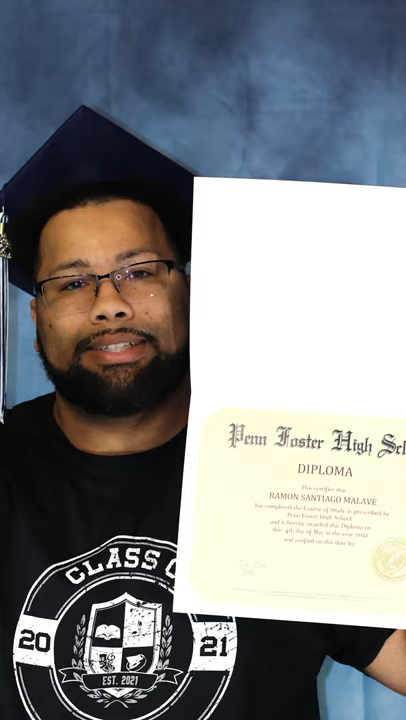 Penn Foster High Sch
DIPLOMA
This certifies that
RAMON SANTIAGO MALAVE
has completed the Course of Study as prescribed by
Penn Foster High School
and is hereby awarded this Diploma on
this 4th day of May in the year 2021
and unified on this date by
CLASS O
20 21
EST. 2021